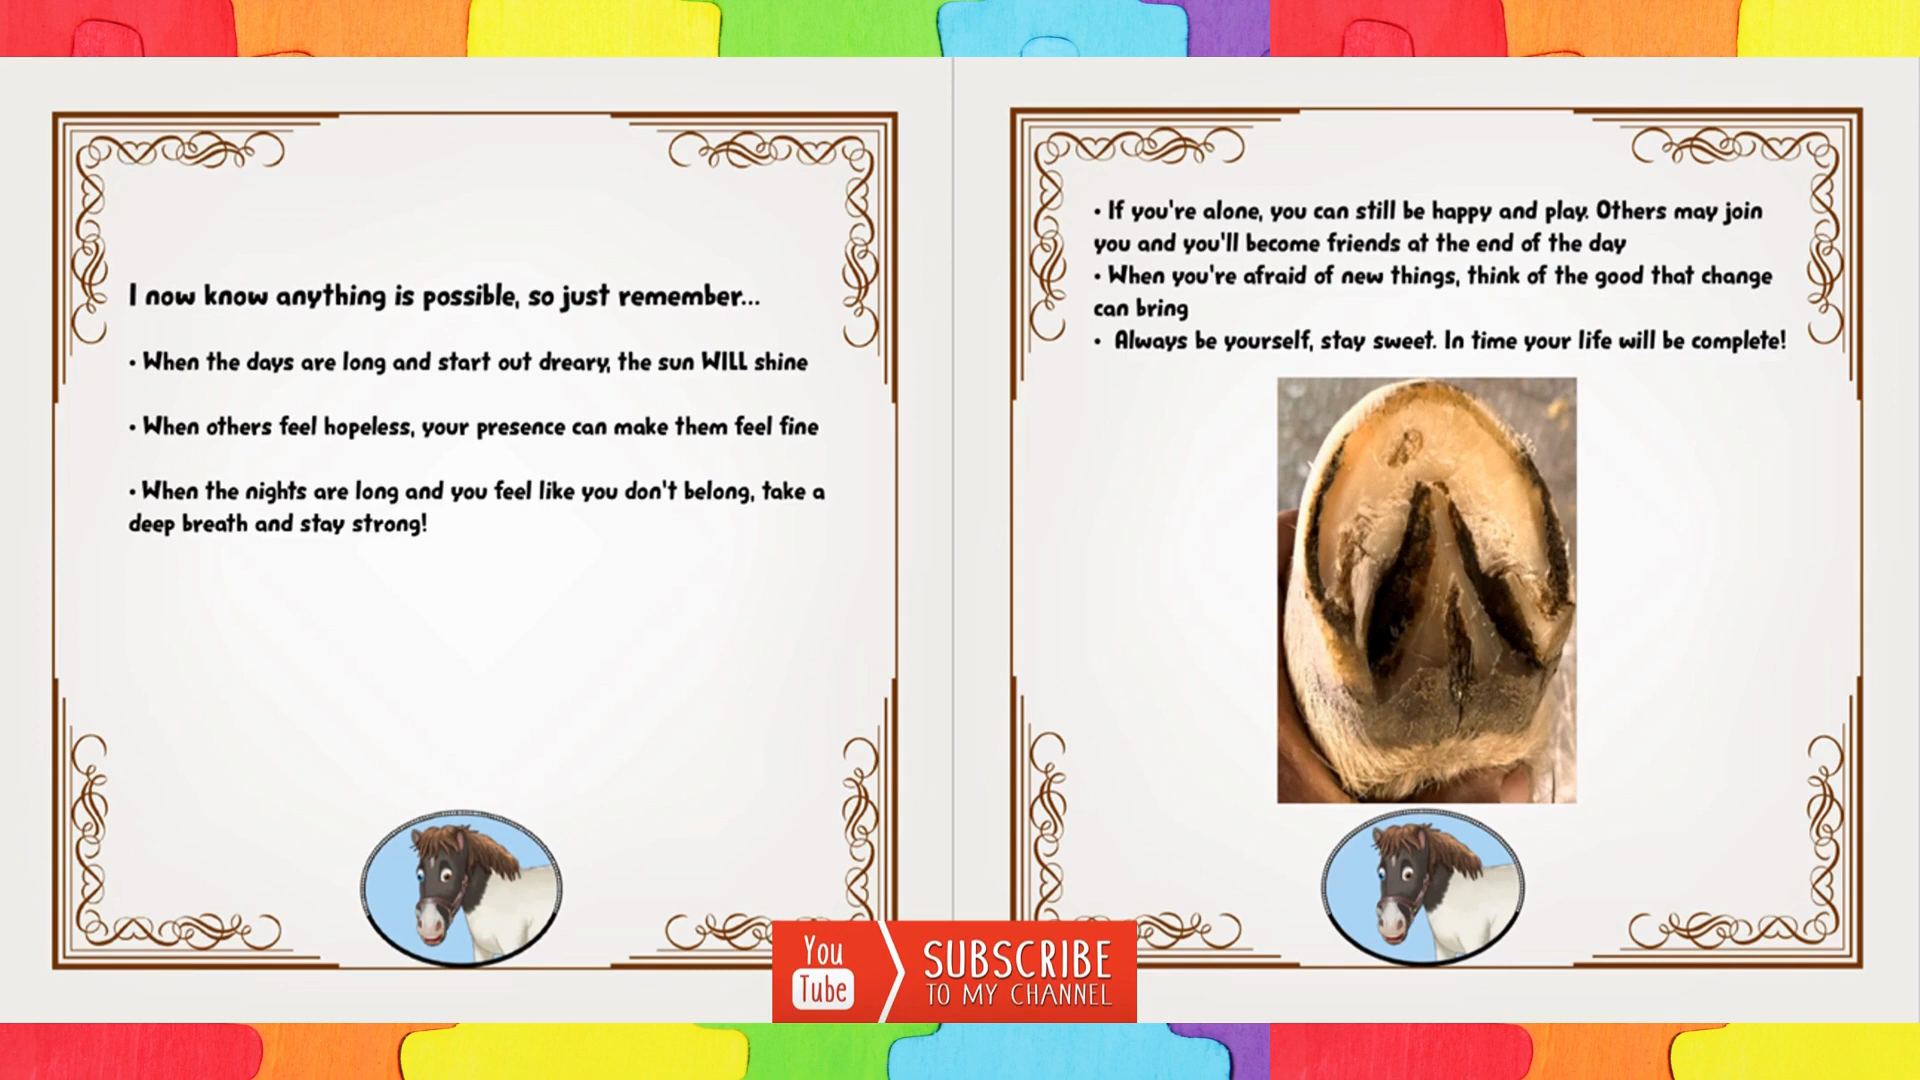 I now know anything is possible, so just remember...
• When the days are long and start out dreary, the sun WILL shine
• When others feel hopeless, your presence can make them feel fine
• When the nights are long and you feel like you don't belong, take a
deep breath and stay strong!
• If you're alone, you can still be happy and play. Others may join
you and you'll become friends at the end of the day
• When you're afraid of new things, think of the good that change
can bring
• Always be yourself, stay sweet. In time your life will be complete!
You
Tube
SUBSCRIBE
TO MY CHANNEL